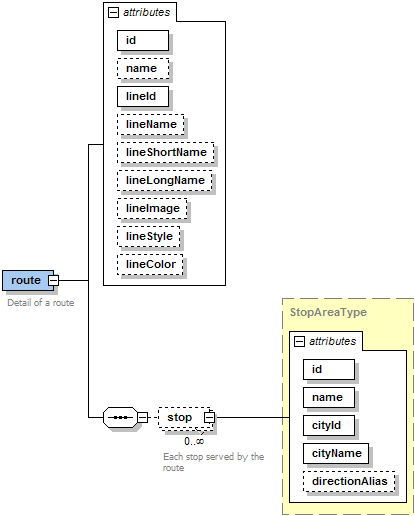 attributes
id
name
lineId
lineName
lineShortName
lineLongName
lineImage
lineStyle
lineColor
route
Detail of a route
StopAreaType
attributes
id
name
cityId
cityName
directionAlias
stop
0..∞
Each stop served by the
route